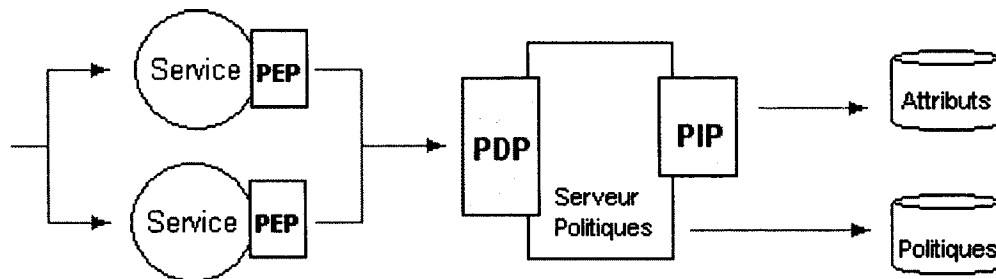 Service PEP
Service PEP
PDP
PIP
Serveur
Politiques
Attributs
Politiques